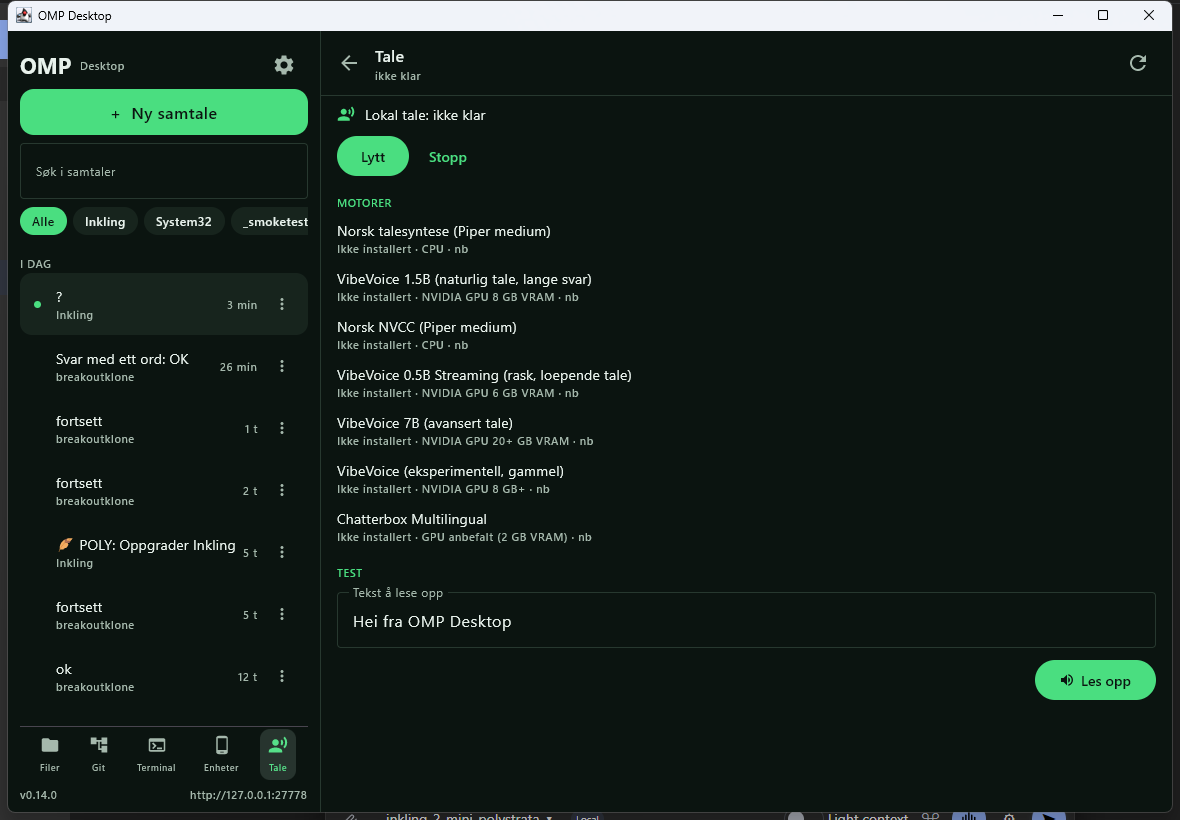 OMP Desktop
OMP Desktop
+ Ny samtale
Søk i samtaler
Alle Inkling System32 _smoketest
I DAG
?
Inkling
3 min
Svar med ett ord: OK
breakoutklone
26 min
fortsett
breakoutklone
1 t
fortsett
breakoutklone
2 t
POLY: Oppgrader Inkling
Inkling
5 t
fortsett
breakoutklone
5 t
ok
breakoutklone
12 t
Filer Git Terminal Enheter Tale
v0.14.0 http://127.0.0.1:27778
Tale
ikke klar
Lokal tale: ikke klar
Lytt Stopp
MOTORER
Norsk talesyntese (Piper medium)
Ikke installert · CPU · nb
VibeVoice 1.5B (naturlig tale, lange svar)
Ikke installert · NVIDIA GPU 8 GB VRAM · nb
Norsk NVCC (Piper medium)
Ikke installert · CPU · nb
VibeVoice 0.5B Streaming (rask, loepende tale)
Ikke installert · NVIDIA GPU 6 GB VRAM · nb
VibeVoice 7B (avansert tale)
Ikke installert · NVIDIA GPU 20+ GB VRAM · nb
VibeVoice (eksperimentell, gammel)
Ikke installert · NVIDIA GPU 8 GB+ · nb
Chatterbox Multilingual
Ikke installert · GPU anbefalt (2 GB VRAM) · nb
TEST
Tekst å lese opp
Hei fra OMP Desktop
Les opp
inkling 2 mini polystrata Local Light context